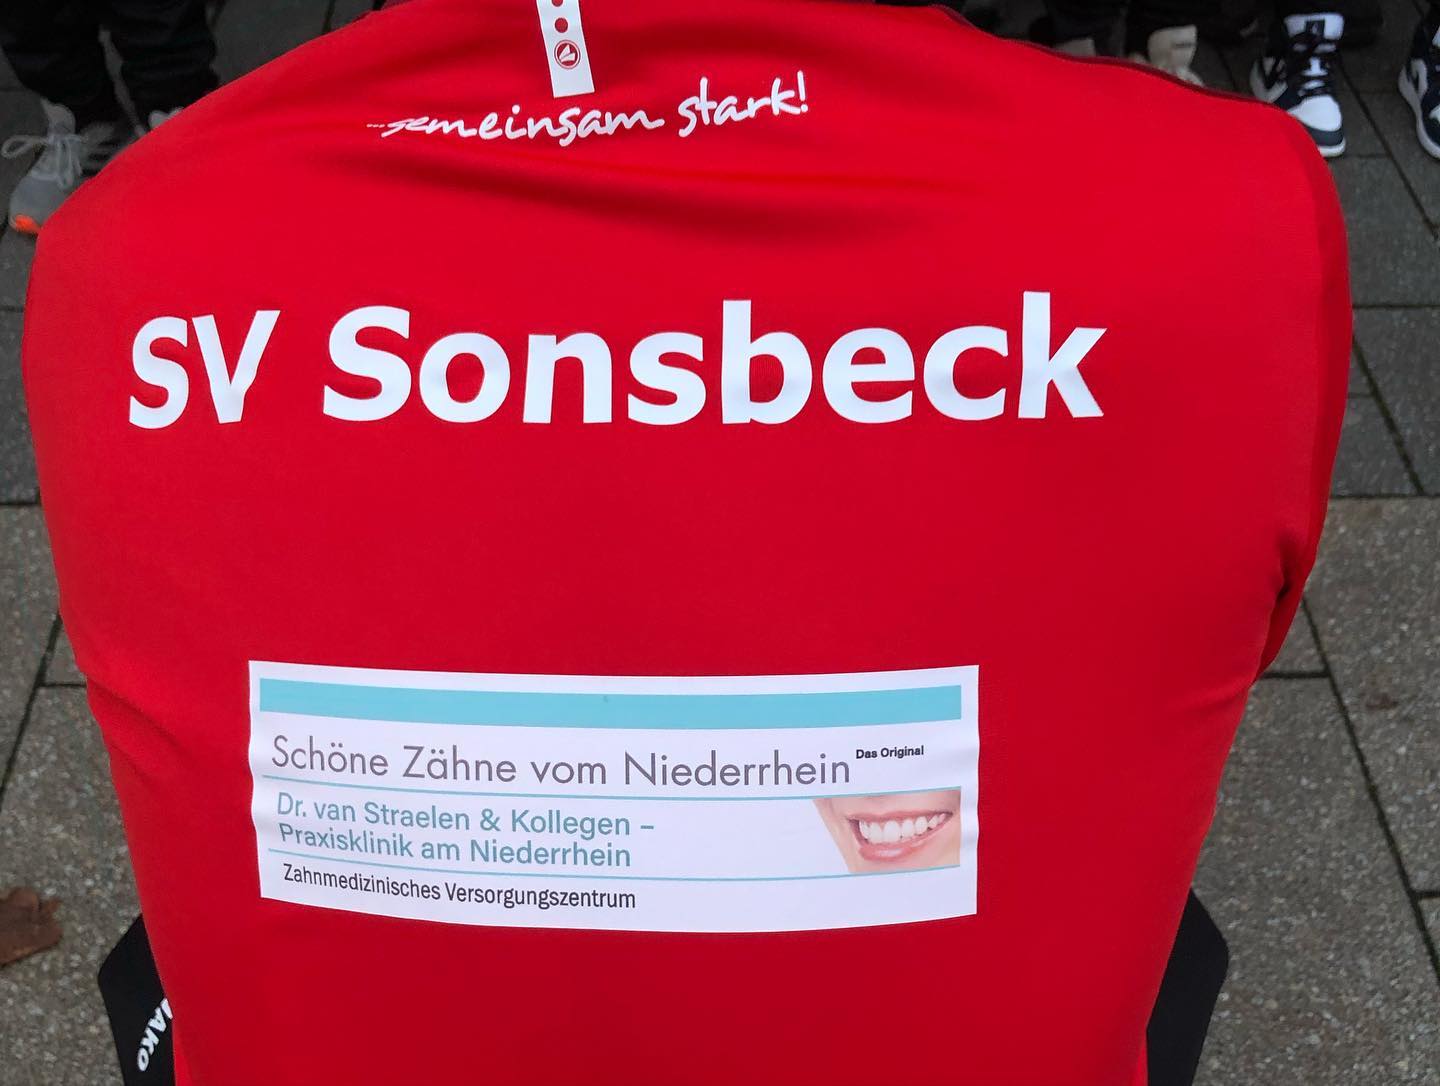 ...gemeinsam stark!
SV Sonsbeck
Schöne Zähne vom Niederrhein Das Original
Dr. van Straelen & Kollegen –
Praxisklinik am Niederrhein
Zahnmedizinisches Versorgungszentrum
JAKO